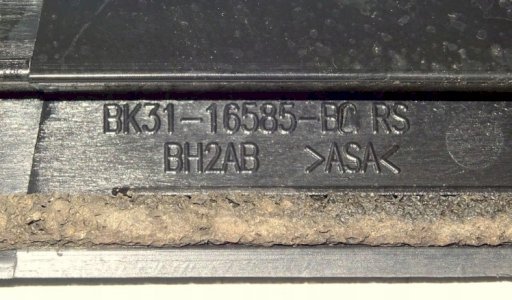 BK31-16585-BC RS
BH2AB >ASA<